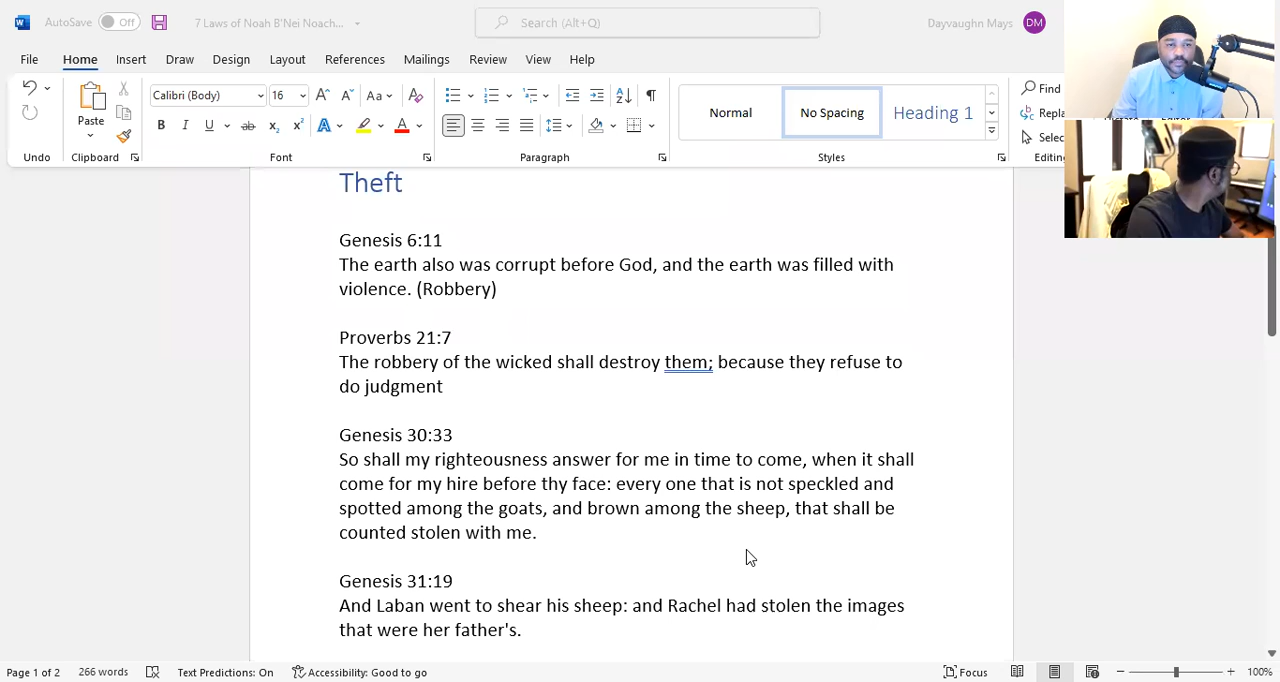 AutoSave Off 7 Laws of Noah B'Nei Noach... Search (Alt+Q) Dayvaughn Mays DM
File Home Insert Draw Design Layout References Mailings Review View Help
Calibri (Body) 16 Aa Normal No Spacing Heading 1 Find
Paste Repla
B I U ab x₂ x² A A Selec
Undo Clipboard Font Paragraph Styles Editing
Theft
Genesis 6:11
The earth also was corrupt before God, and the earth was filled with
violence. (Robbery)
Proverbs 21:7
The robbery of the wicked shall destroy them; because they refuse to
do judgment
Genesis 30:33
So shall my righteousness answer for me in time to come, when it shall
come for my hire before thy face: every one that is not speckled and
spotted among the goats, and brown among the sheep, that shall be
counted stolen with me.
Genesis 31:19
And Laban went to shear his sheep: and Rachel had stolen the images
that were her father's.
Page 1 of 2 266 words Text Predictions: On Accessibility: Good to go Focus 100%